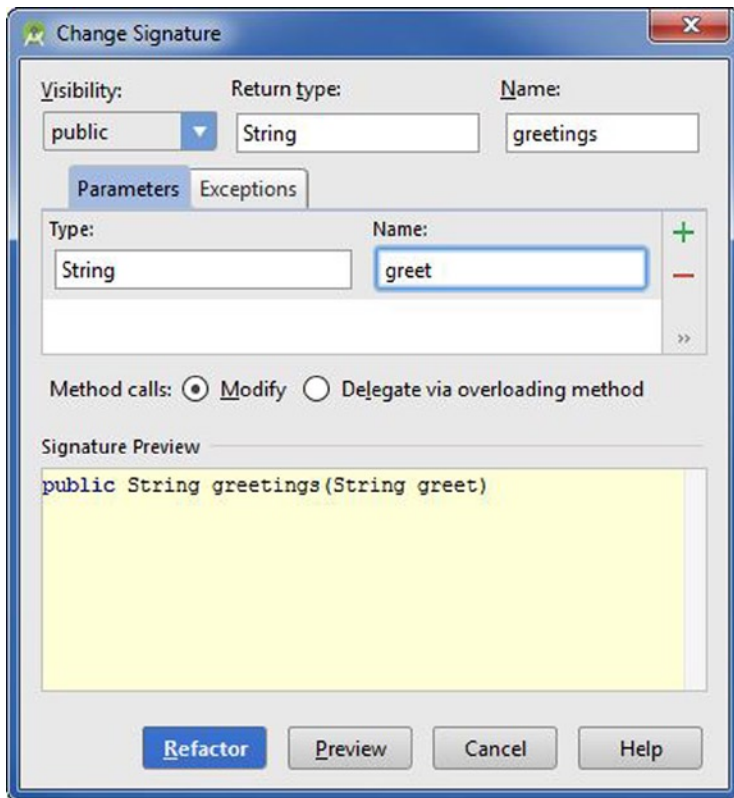 Change Signature
Visibility: Return type: Name:
public String greetings
Parameters Exceptions
Type: Name:
String greet
Method calls: Modify Delegate via overloading method
Signature Preview
public String greetings(String greet)
Refactor Preview Cancel Help